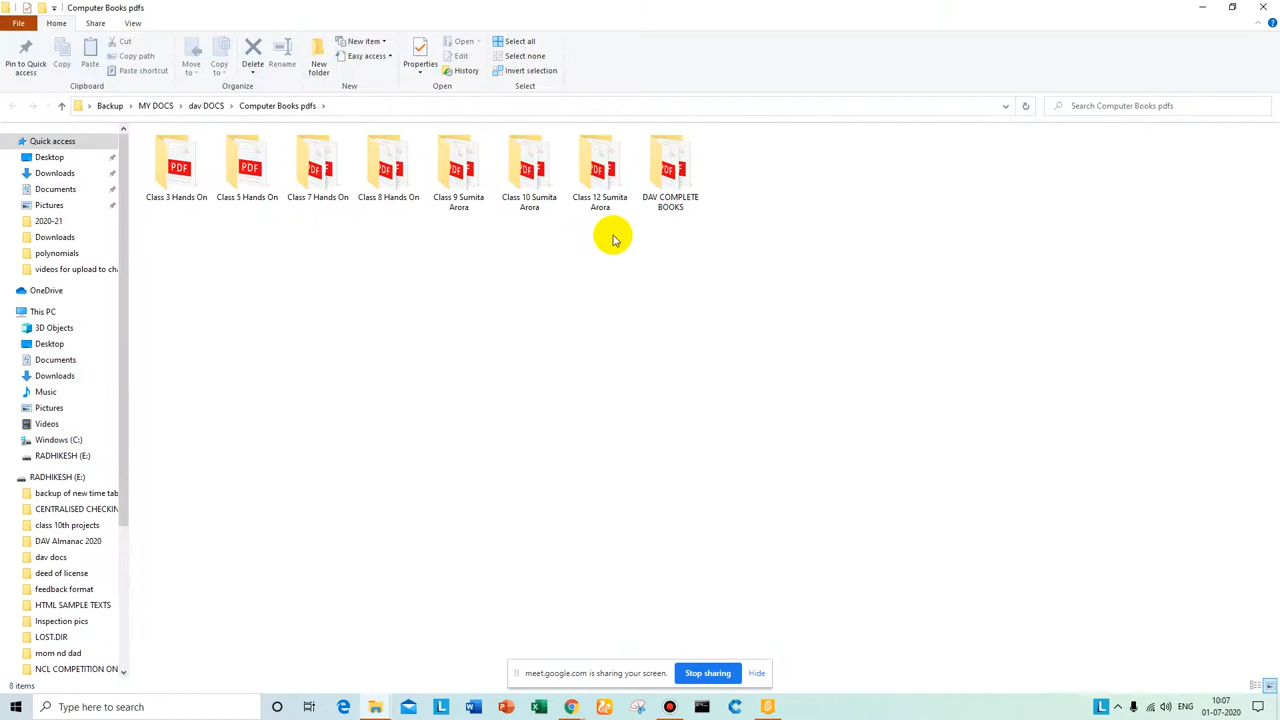 Computer Books pdfs
File
Home
Share
View
Pin to Quick access
Copy
Paste
Cut
Copy path
Paste shortcut
Clipboard
Move to
Copy to
Delete
Rename
Organize
New folder
New item
Easy access
New
Properties
Open
Edit
History
Open
Select all
Select none
Invert selection
Select
Backup
MY DOCS
dav DOCS
Computer Books pdfs
Search Computer Books pdfs
Quick access
Desktop
Downloads
Documents
Pictures
2020-21
Downloads
polynomials
videos for upload to cha
OneDrive
This PC
3D Objects
Desktop
Documents
Downloads
Music
Pictures
Videos
Windows (C:)
RADHIKESH (E:)
RADHIKESH (E:)
backup of new time tab
CENTRALISED CHECKIN
class 10th projects
DAV Almanac 2020
dav docs
deed of license
feedback format
HTML SAMPLE TEXTS
Inspection pics
LOST.DIR
mom nd dad
NCL COMPETITION ON
PDF
Class 3 Hands On
PDF
Class 5 Hands On
PDF
Class 7 Hands On
PDF
Class 8 Hands On
PDF
Class 9 Sumita
Arora
PDF
Class 10 Sumita
Arora
PDF
Class 12 Sumita
Arora
PDF
DAV COMPLETE
BOOKS
meet.google.com is sharing your screen.
Stop sharing
Hide
8 items
Type here to search
ENG
10:07
01-07-2020